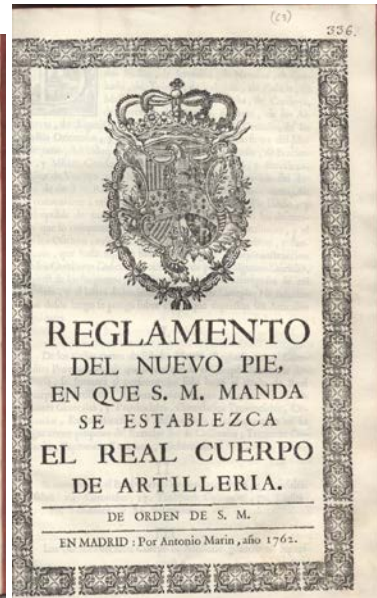 (63)
336.
REGLAMENTO
DEL NUEVO PIE,
EN QUE S. M. MANDA
SE ESTABLEZCA
EL REAL CUERPO
DE ARTILLERIA.
DE ORDEN DE S. M.
EN MADRID : Por Antonio Marin, año 1762.